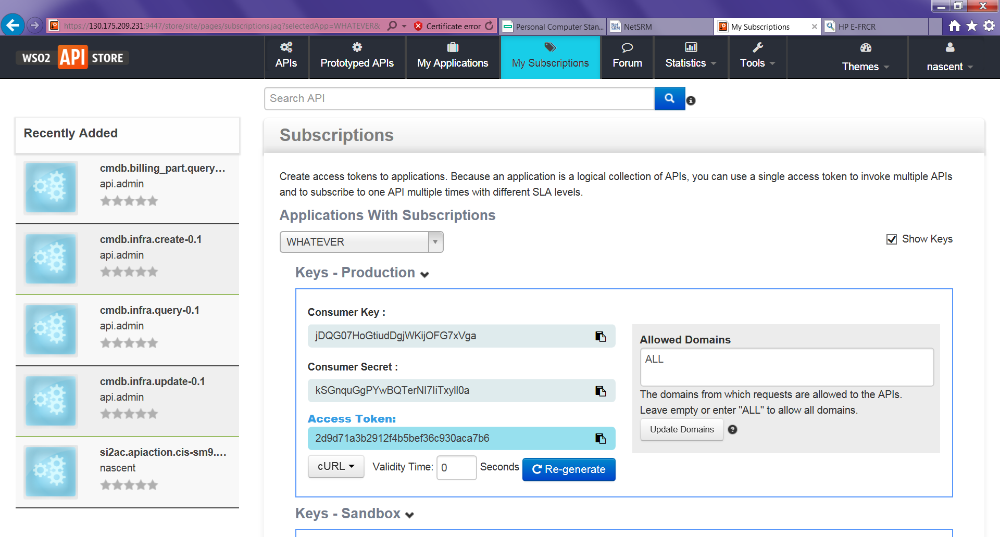 https://130.175.209.231:9447/store/site/pages/subscriptions.jag?selectedApp=WHATEVER&
Certificate error
Personal Computer Stan...
NetSRM
My Subscriptions
HP E-FRCR
WSO2 API STORE
APIs
Prototyped APIs
My Applications
My Subscriptions
Forum
Statistics
Tools
Themes
nascent
Search API
Recently Added
cmdb.billing_part.query...
api.admin
cmdb.infra.create-0.1
api.admin
cmdb.infra.query-0.1
api.admin
cmdb.infra.update-0.1
api.admin
si2ac.apiaction.cis-sm9....
nascent
Subscriptions
Create access tokens to applications. Because an application is a logical collection of APIs, you can use a single access token to invoke multiple APIs
and to subscribe to one API multiple times with different SLA levels.
Applications With Subscriptions
WHATEVER
Show Keys
Keys - Production
Consumer Key :
jDQG07HoGtiudDgjWKijOFG7xVga
Consumer Secret :
Access Token:
2d9d71a3b2912f4b5bef36c930aca7b6
cURL
Validity Time: 0 Seconds
Re-generate
Allowed Domains
ALL
The domains from which requests are allowed to the APIs.
Leave empty or enter "ALL" to allow all domains.
Update Domains
Keys - Sandbox